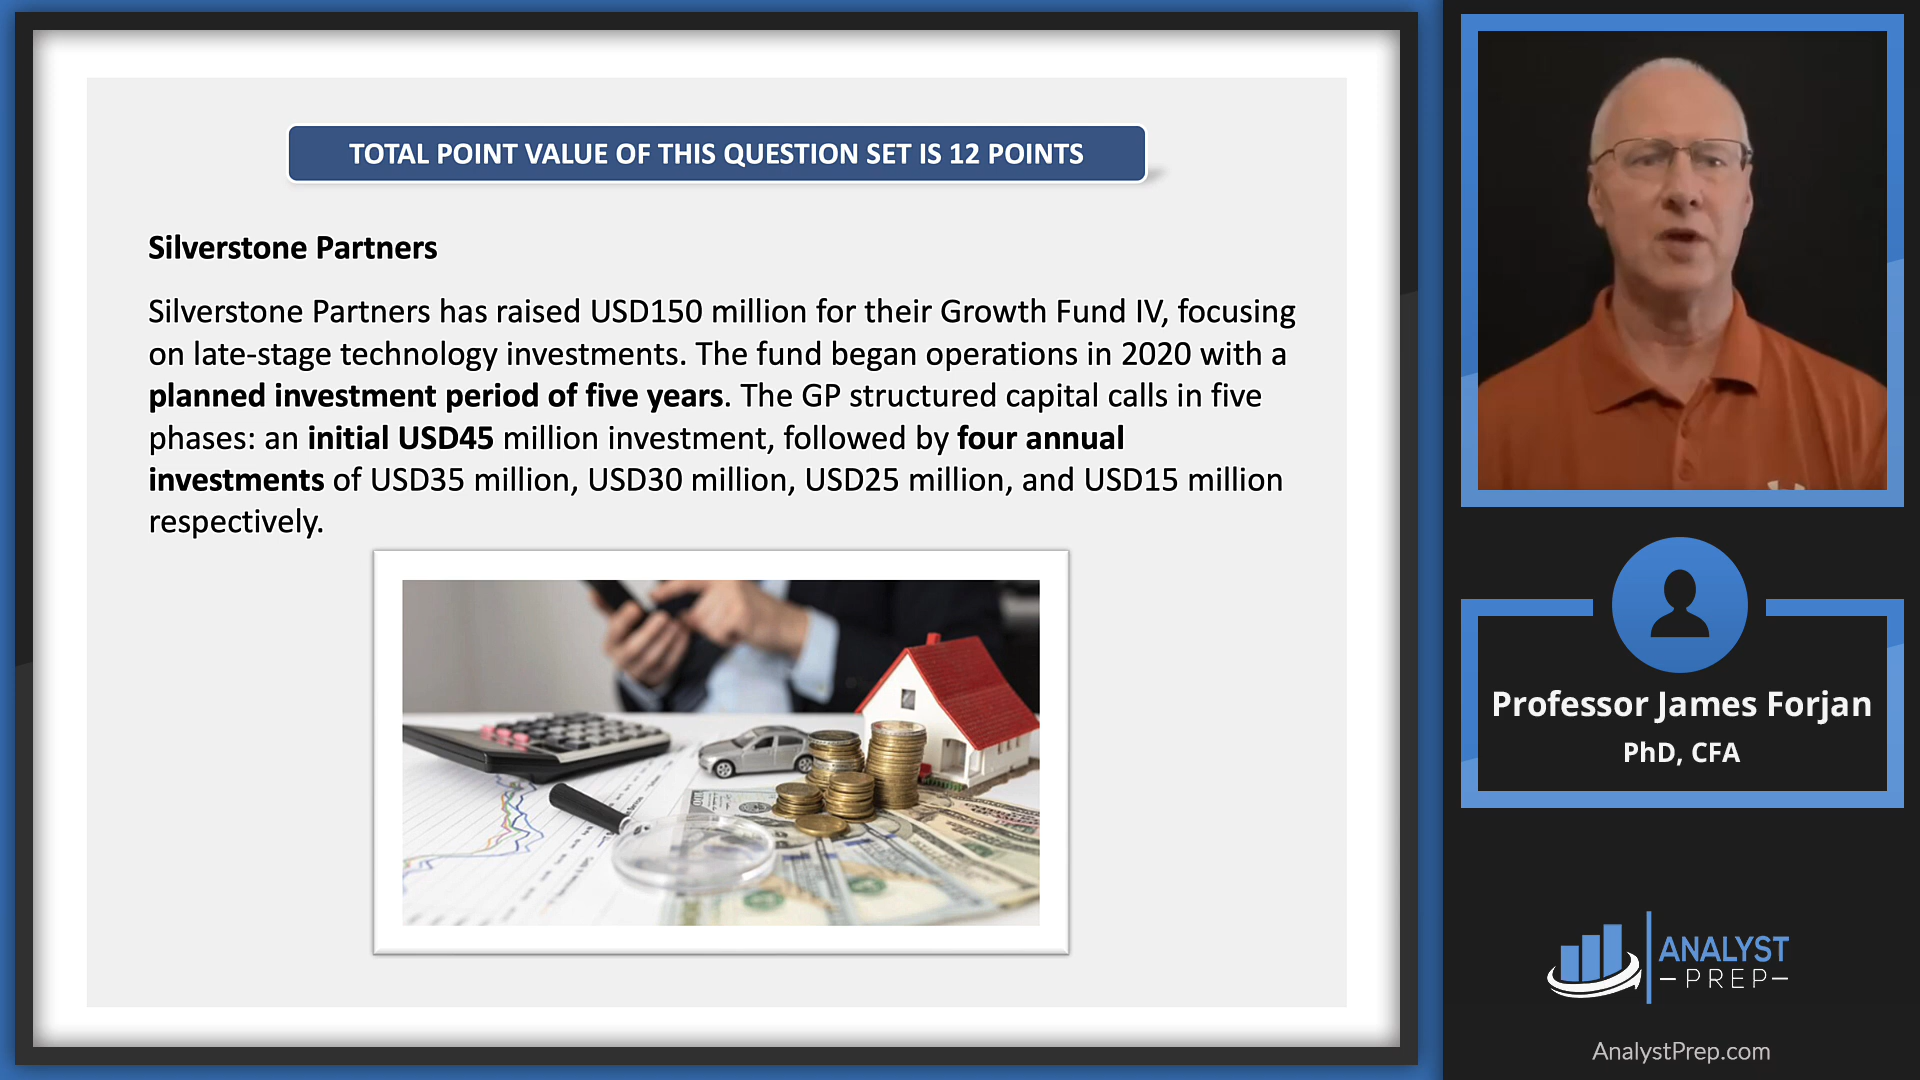 TOTAL POINT VALUE OF THIS QUESTION SET IS 12 POINTS
Silverstone Partners
Silverstone Partners has raised USD150 million for their Growth Fund IV, focusing
on late-stage technology investments. The fund began operations in 2020 with a
planned investment period of five years. The GP structured capital calls in five
phases: an initial USD45 million investment, followed by four annual
investments of USD35 million, USD30 million, USD25 million, and USD15 million
respectively.
Professor James Forjan
PhD, CFA
ANALYST
PREP
AnalystPrep.com